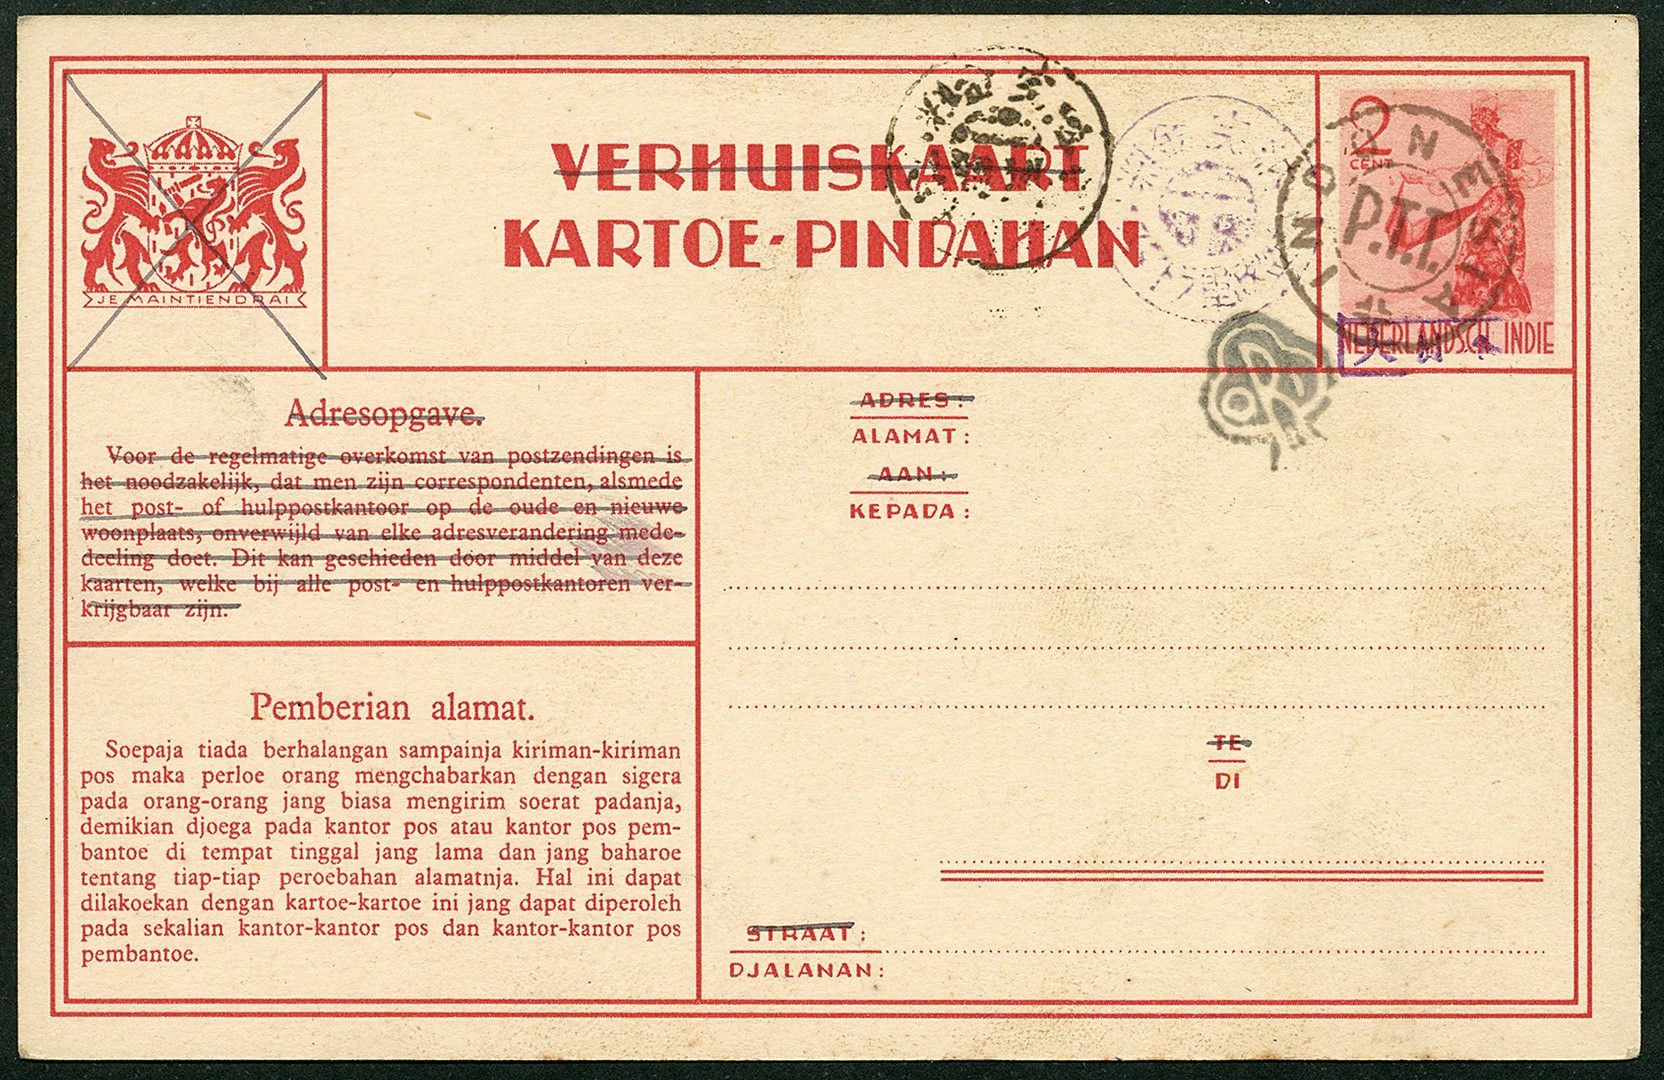 JE MAINTIENDRAI
VERHUISKAART
KARTOE-PINDAHAN
2
CENT
NEDERLANDSCH INDIE
INDONESIA
P.T.T.
大日本
17
Adresopgave.
Voor de regelmatige overkomst van postzendingen is
het noodzakelijk, dat men zijn correspondenten, alsmede
het post- of hulppostkantoor op de oude en nieuwe
woonplaats, onverwijld van elke adresverandering mede-
deeling doet. Dit kan geschieden door middel van deze
kaarten, welke bij alle post- en hulppostkantoren ver-
krijgbaar zijn.
Pemberian alamat.
Soepaja tiada berhalangan sampainja kiriman-kiriman
pos maka perloe orang mengchabarkan dengan sigera
pada orang-orang jang biasa mengirim soerat padanja,
demikian djoega pada kantor pos atau kantor pos pem-
bantoe di tempat tinggal jang lama dan jang baharoe
tentang tiap-tiap peroebahan alamatnja. Hal ini dapat
dilakoekan dengan kartoe-kartoe ini jang dapat diperoleh
pada sekalian kantor-kantor pos dan kantor-kantor pos
pembantoe.
ADRES:
ALAMAT:
AAN:
KEPADA:
TE
DI
STRAAT:
DJALANAN: